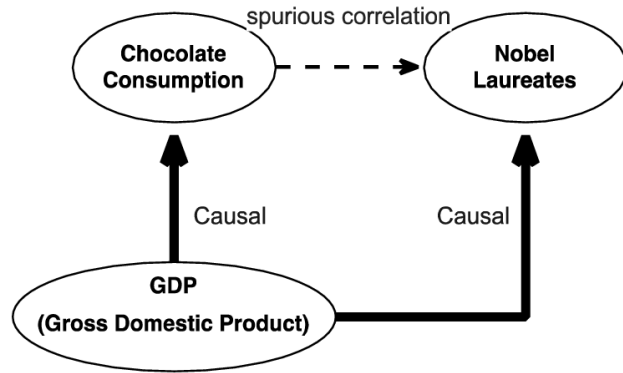 spurious correlation
Chocolate
Consumption
Nobel
Laureates
Causal
Causal
GDP
(Gross Domestic Product)